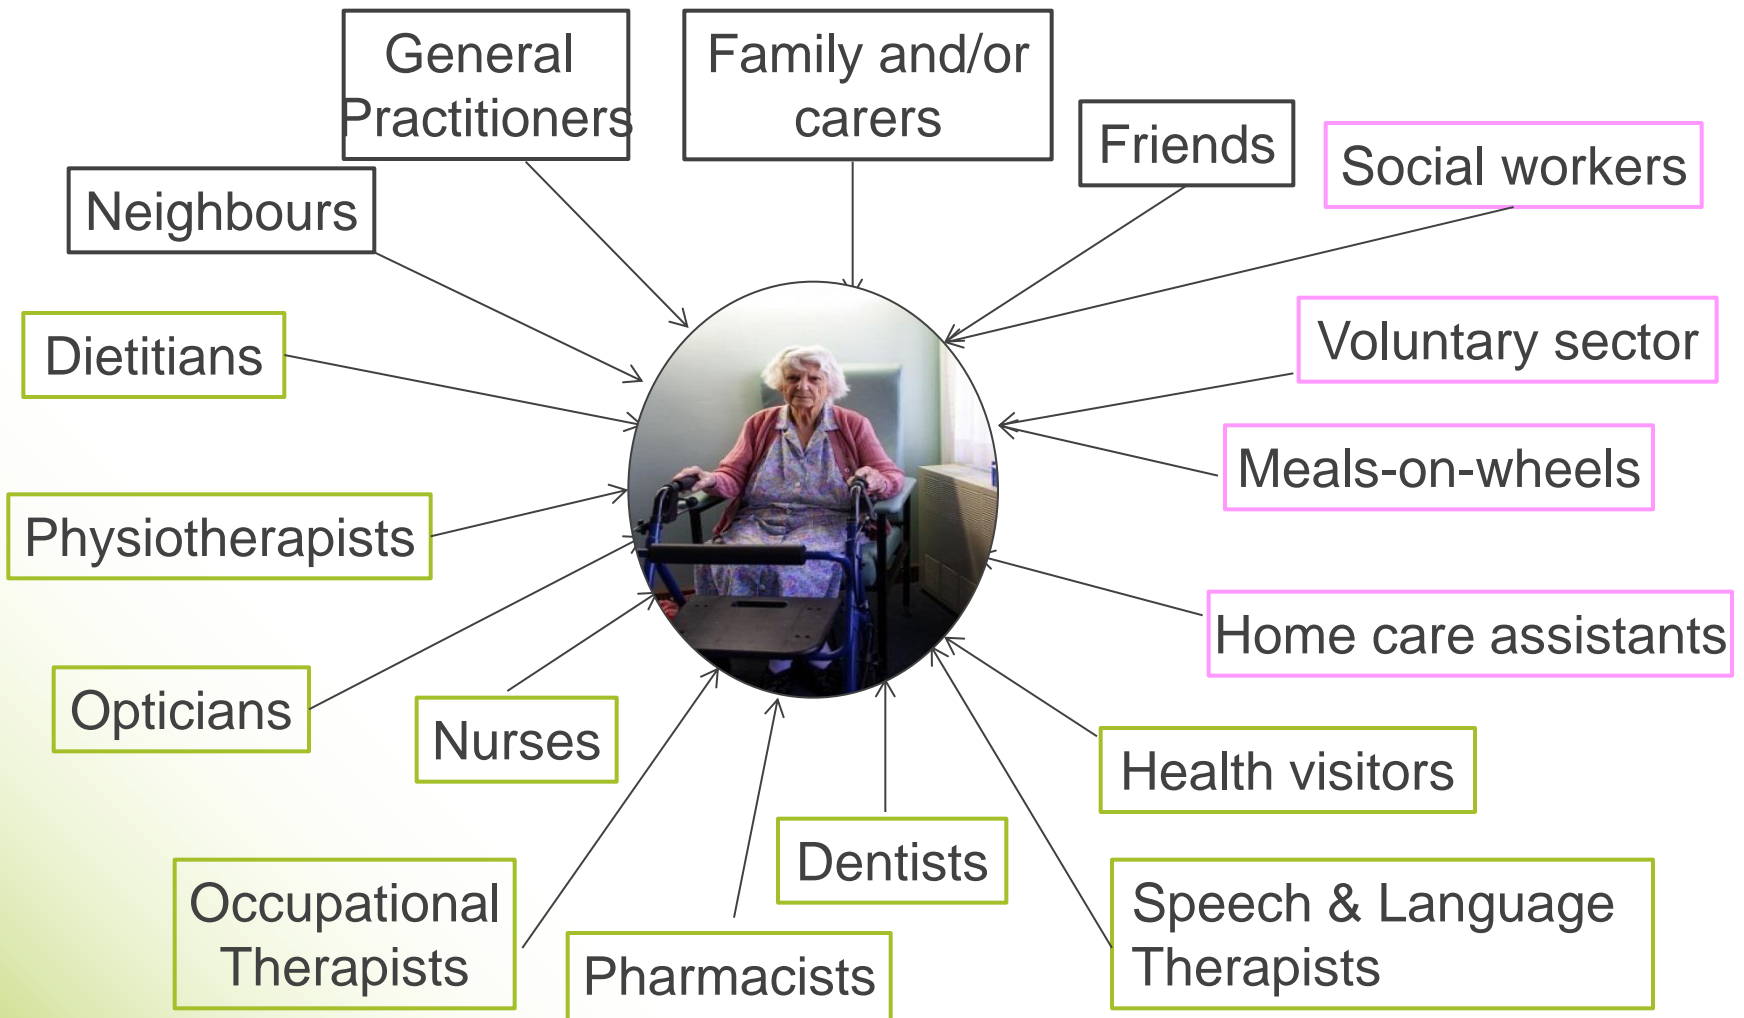 General
Practitioners
Family and/or
carers
Friends
Social workers
Neighbours
Dietitians
Voluntary sector
Meals-on-wheels
Physiotherapists
Home care assistants
Opticians
Nurses
Health visitors
Dentists
Occupational
Therapists
Pharmacists
Speech & Language
Therapists